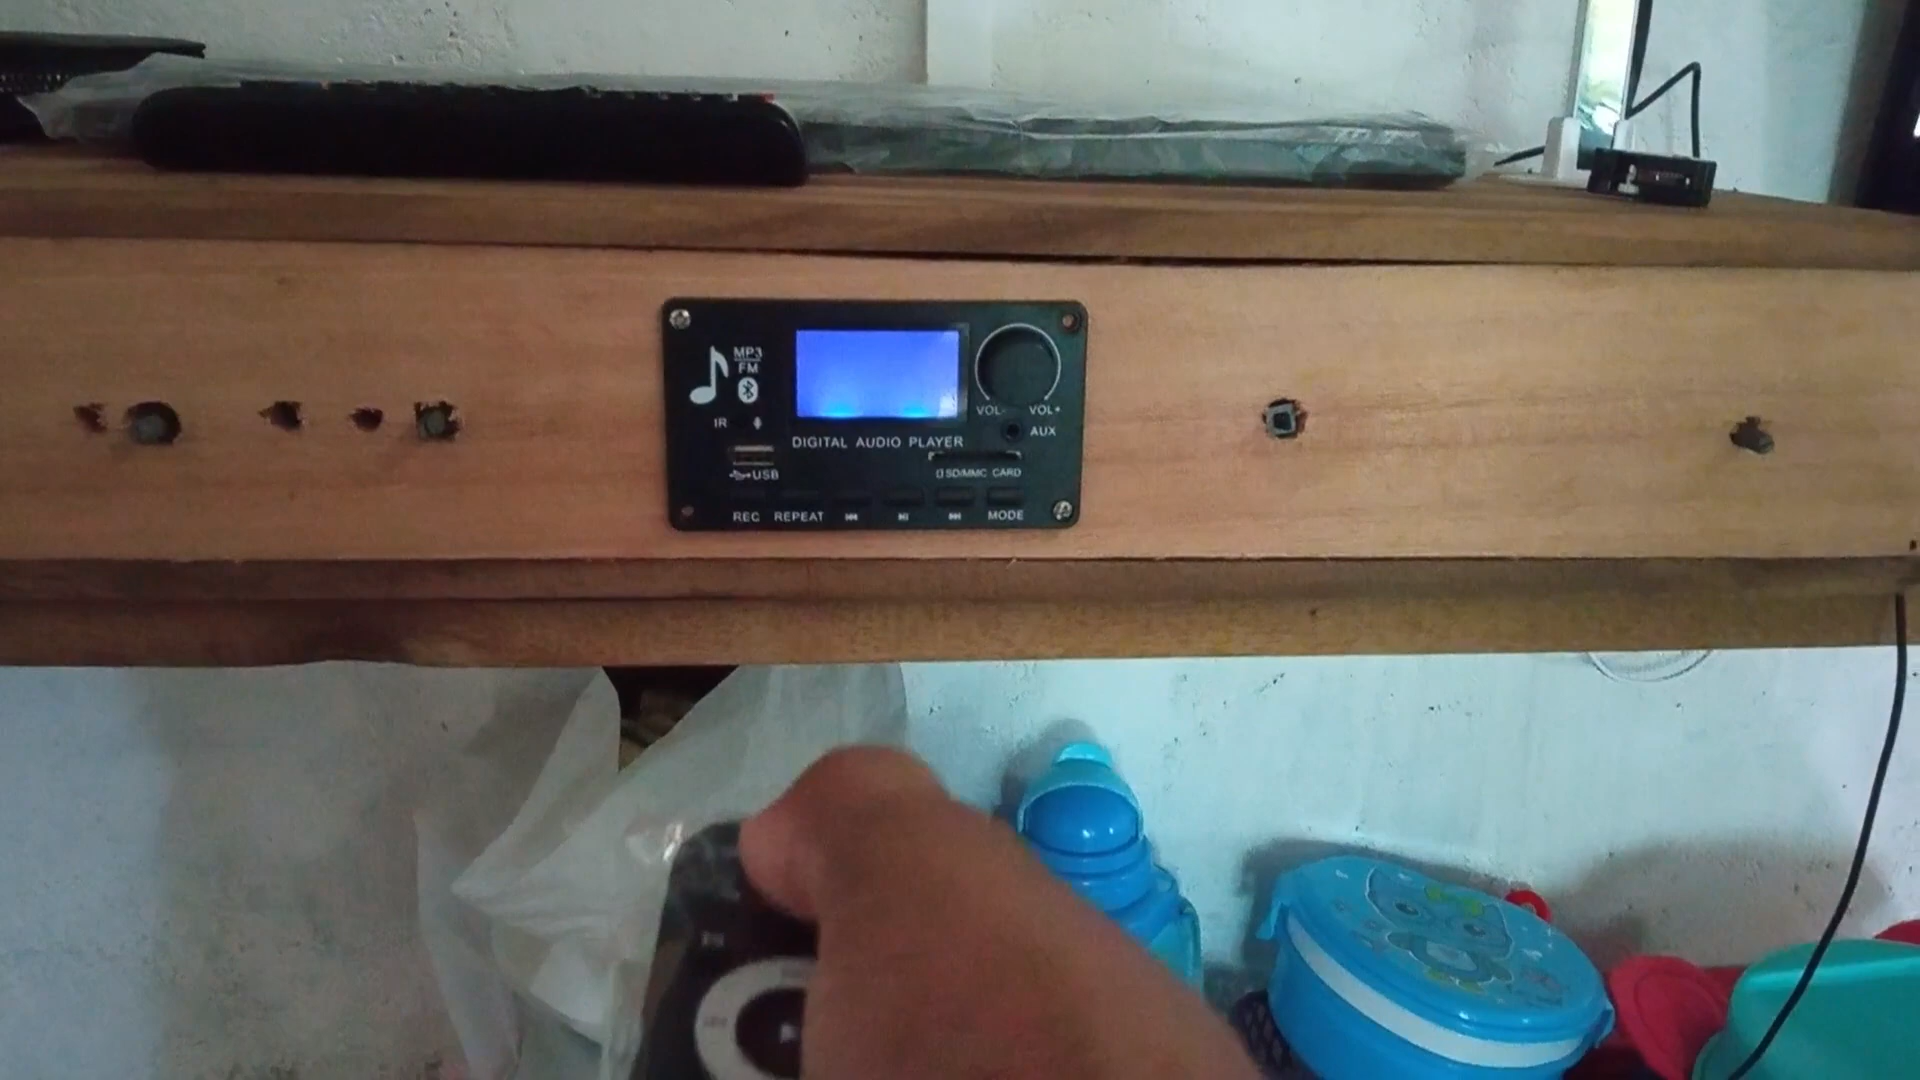 MP3
FM
VOL-
VOL+
IR
AUX
DIGITAL AUDIO PLAYER
USB
SD/MMC CARD
REC
REPEAT
MODE